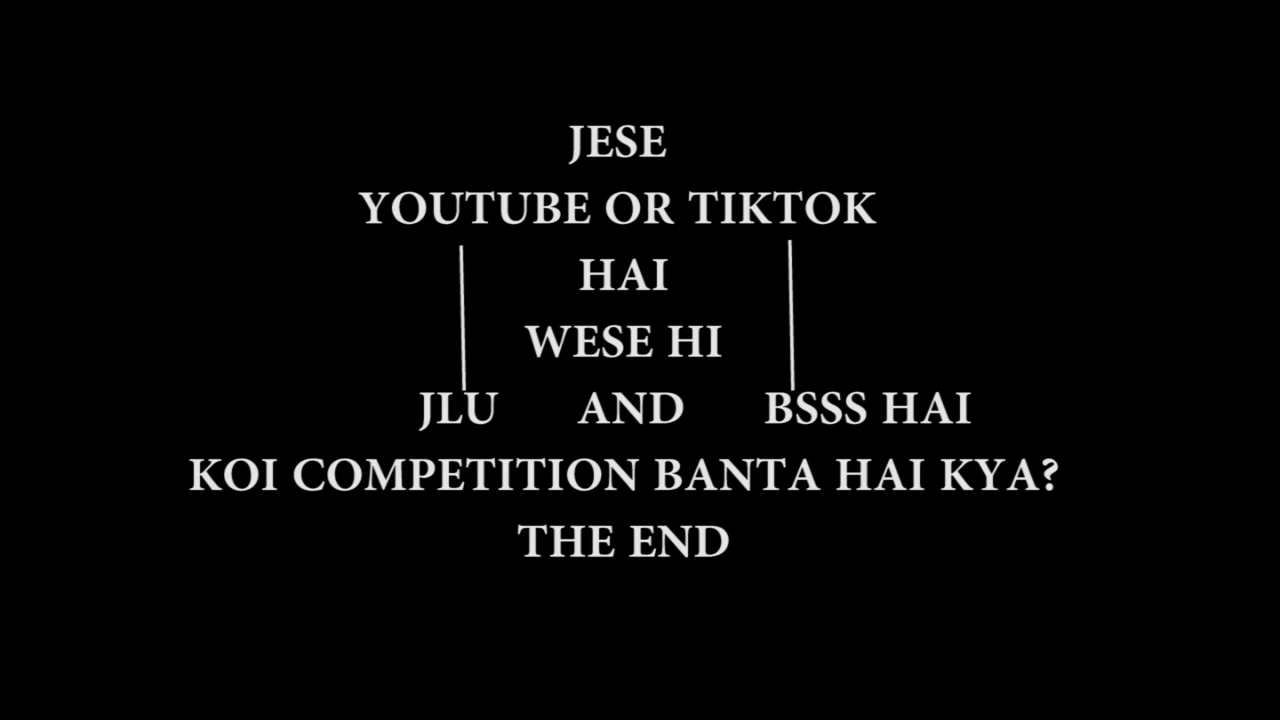 JESE
YOUTUBE OR TIKTOK
HAI
WESE HI
JLU AND BSSS HAI
KOI COMPETITION BANTA HAI KYA?
THE END